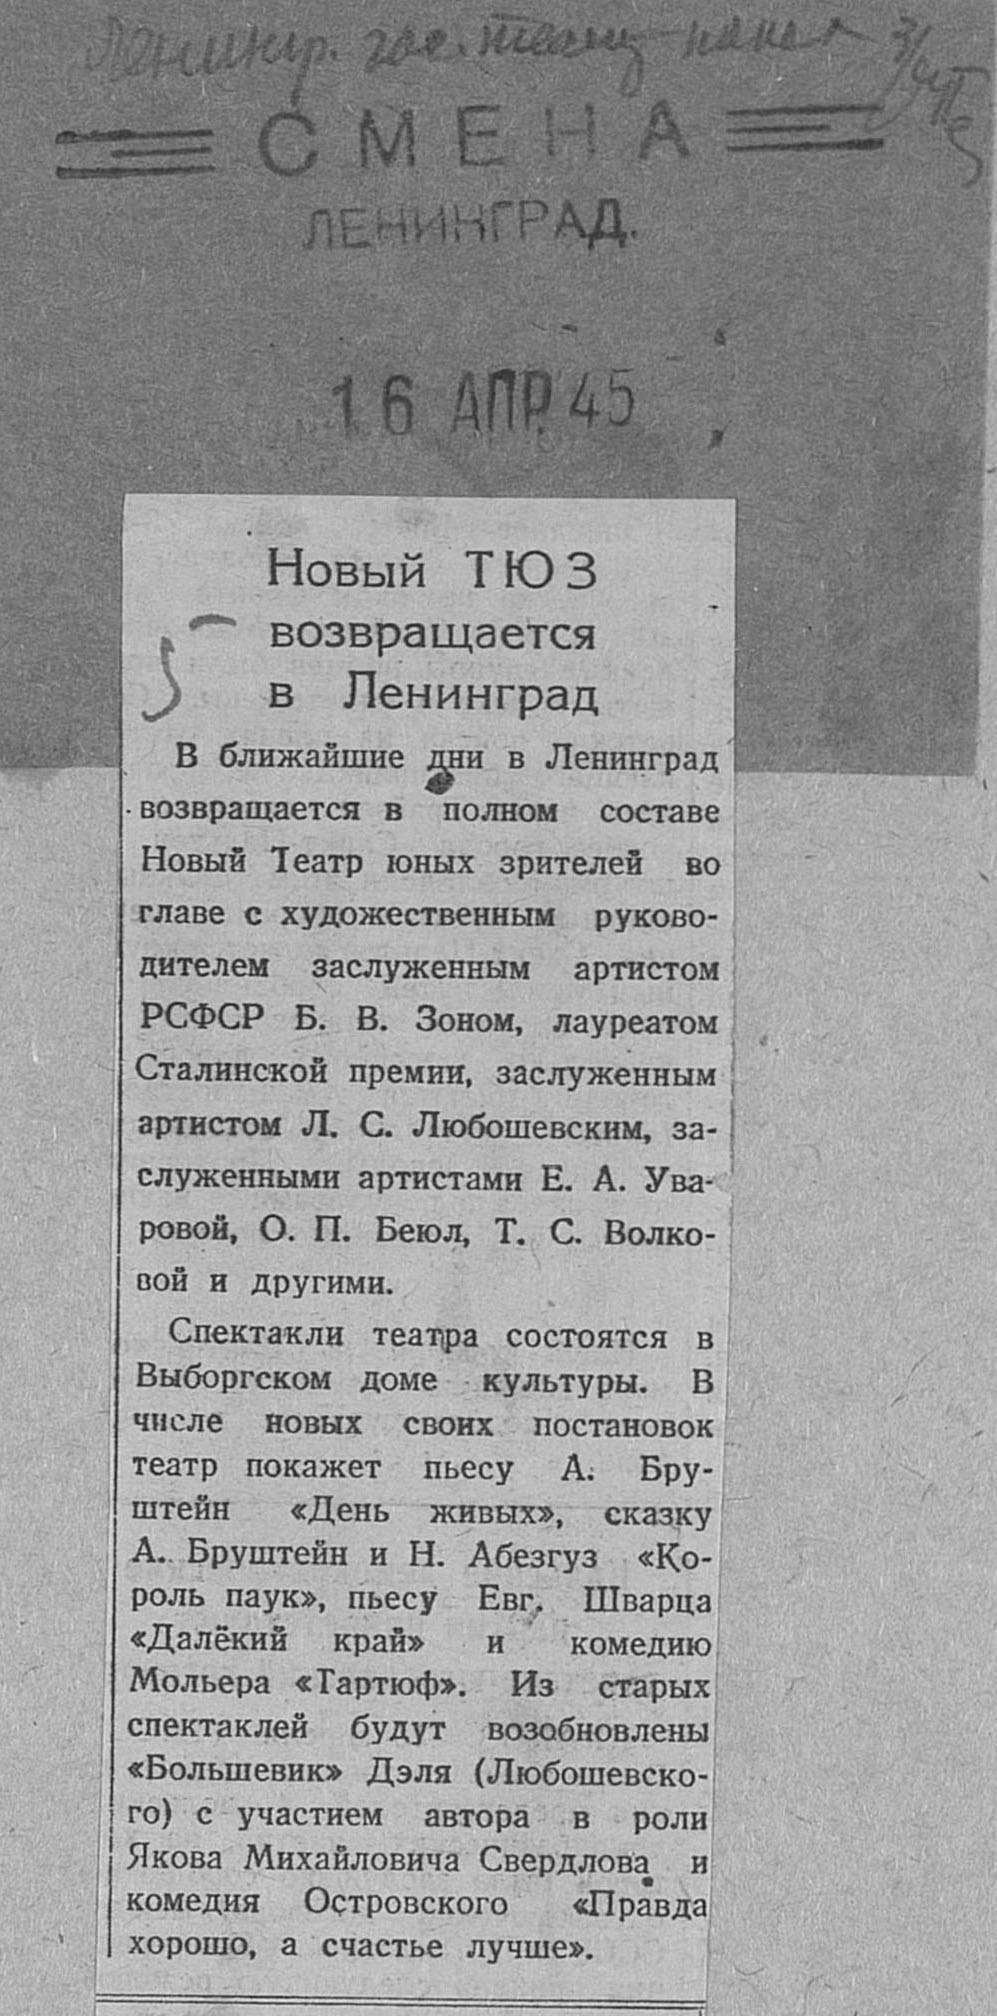 СМЕНА
ЛЕНИНГРАД.
16 АПР 45
Новый ТЮЗ
возвращается
в Ленинград
В ближайшие дни в Ленинград
возвращается в полном составе
Новый Театр юных зрителей во
главе с художественным руково-
дителем заслуженным артистом
РСФСР Б. В. Зоном, лауреатом
Сталинской премии, заслуженным
артистом Л. С. Любошевским, за-
служенными артистами Е. А. Ува-
ровой, О. П. Беюл, Т. С. Волко-
вой и другими.
Спектакли театра состоятся в
Выборгском доме культуры. В
числе новых своих постановок
театр покажет пьесу А. Бру-
штейн «День живых», сказку
А. Бруштейн и Н. Абезгуз «Ко-
роль паук», пьесу Евг. Шварца
«Далёкий край» и комедию
Мольера «Тартюф». Из старых
спектаклей будут возобновлены
«Большевик» Дэля (Любошевско-
го) с участием автора в роли
Якова Михайловича Свердлова и
комедия Островского «Правда
хорошо, а счастье лучше».